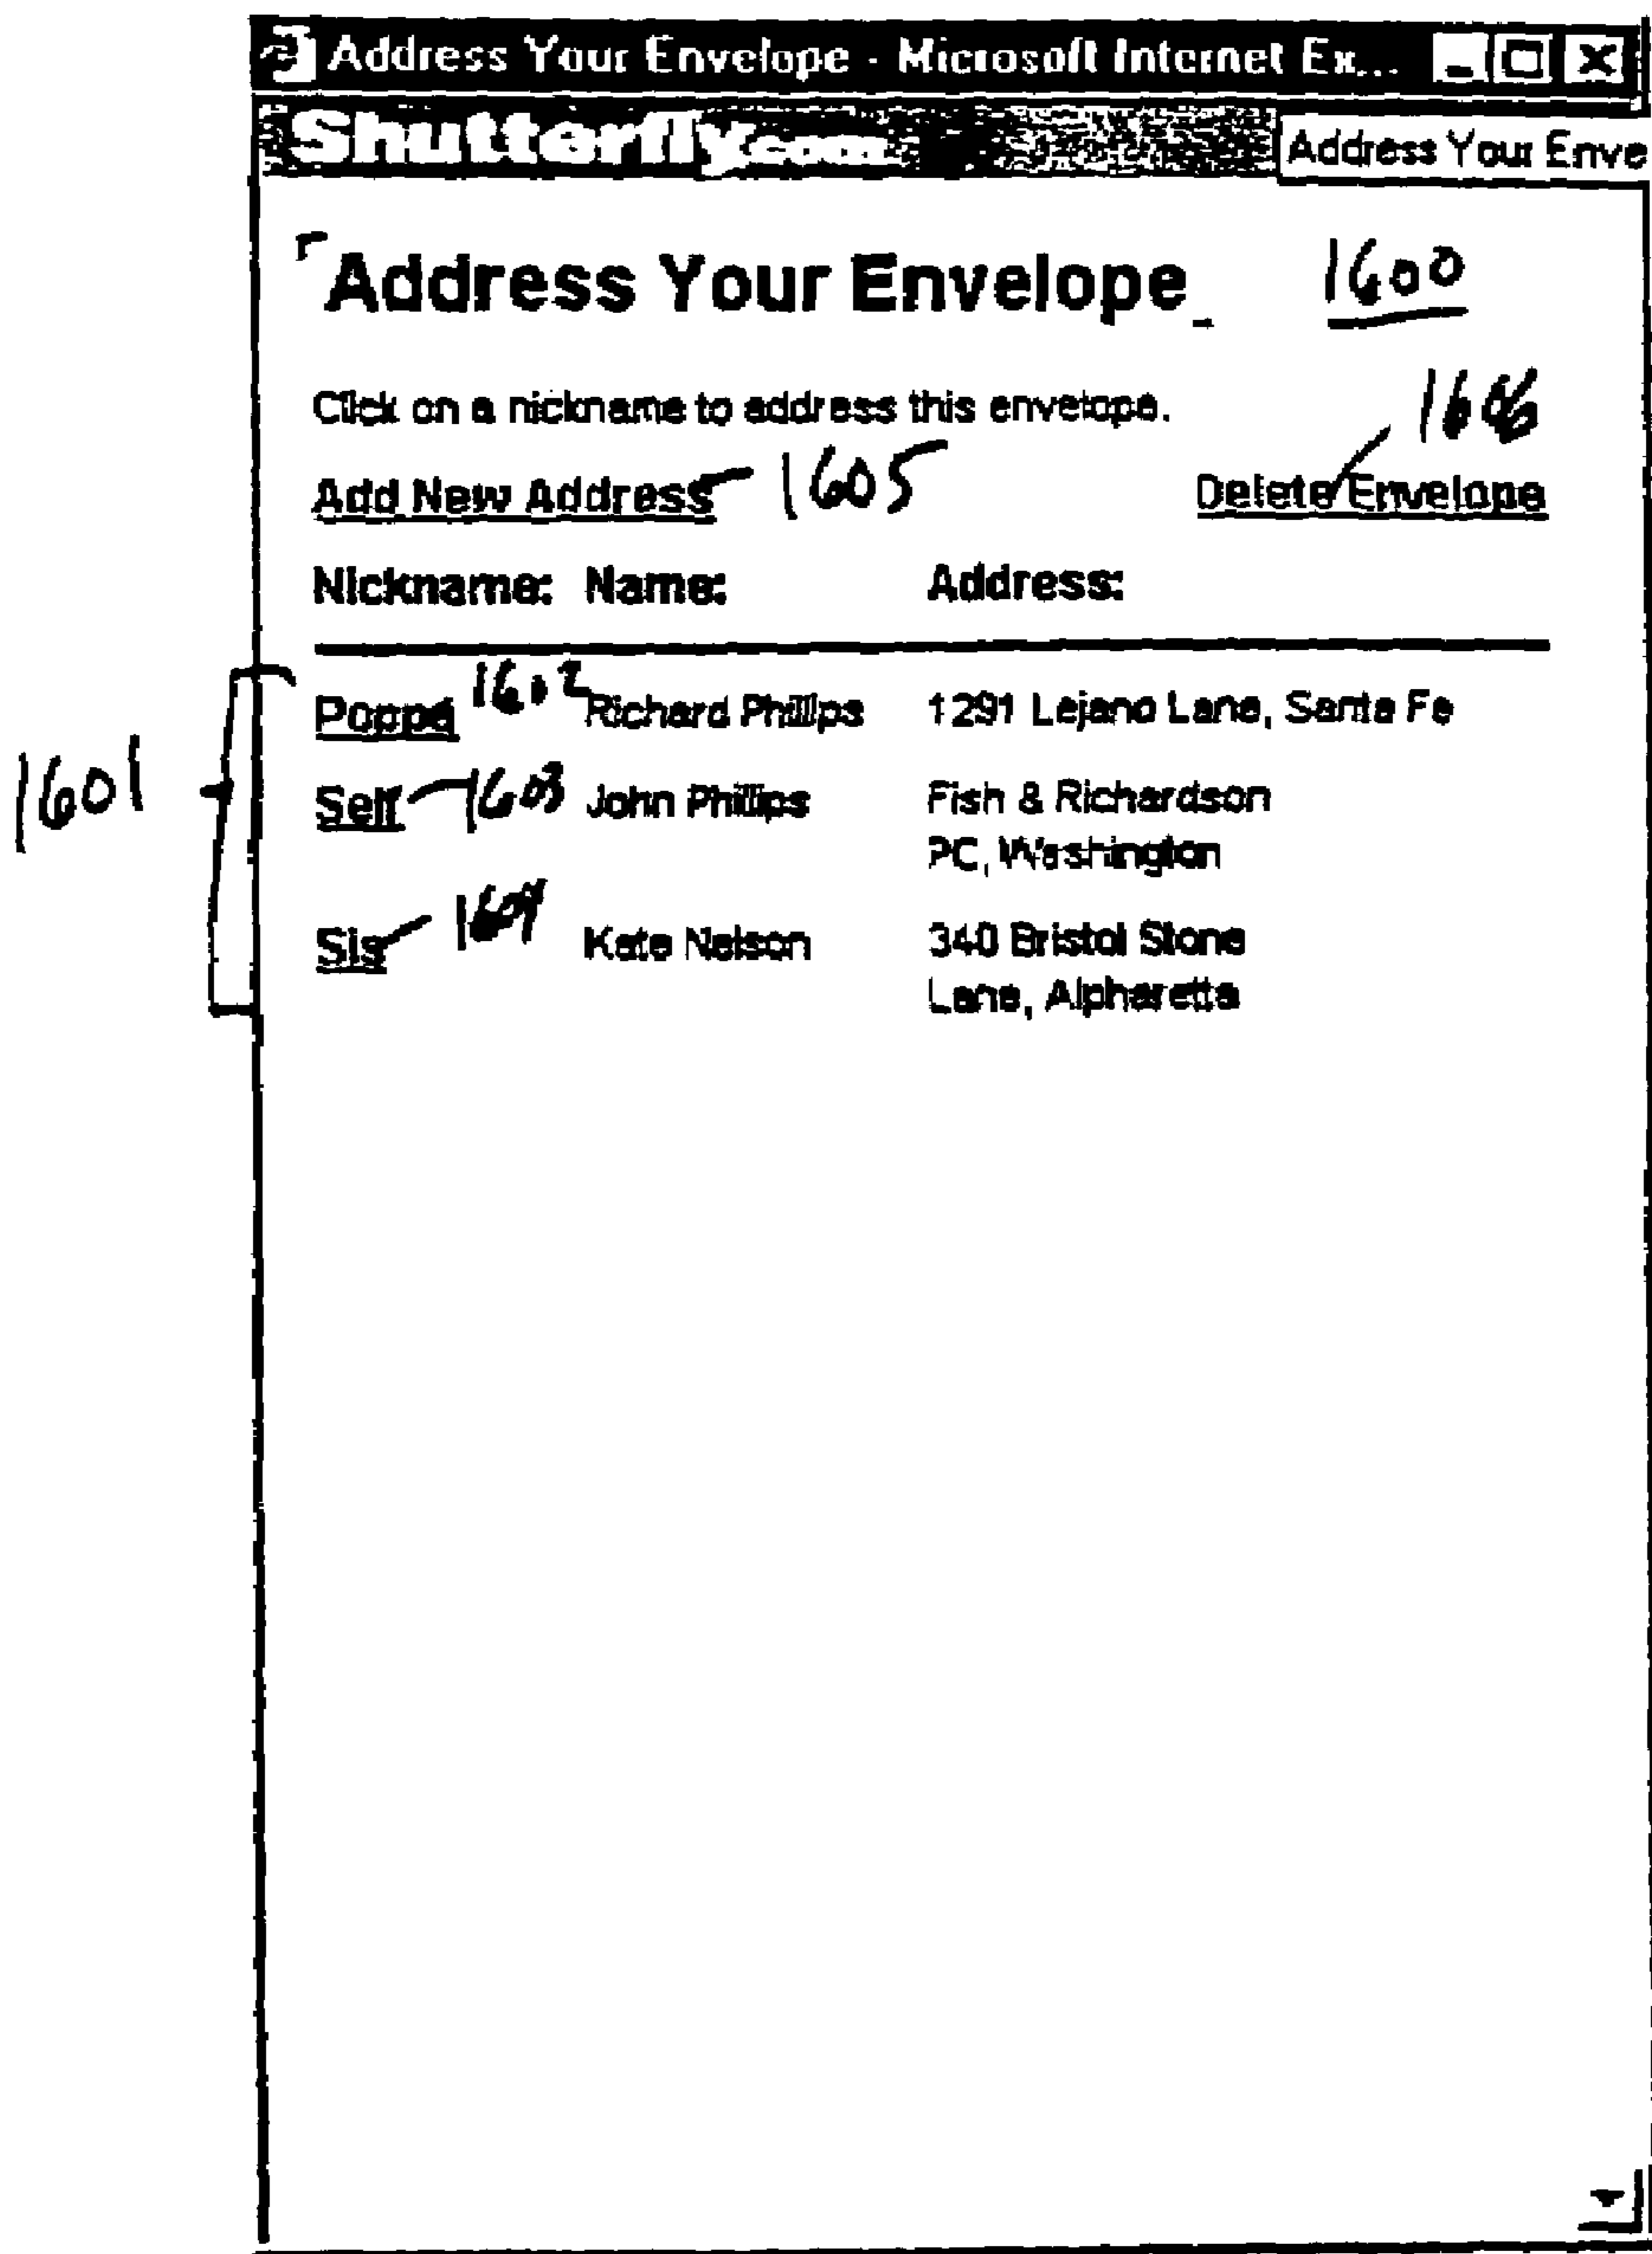 Address Your Envelope - Microsoft Internet Ex...
Shutterfly.com
Address Your Enve
Address Your Envelope 1600
Click on a nickname to address this envelope.
1606
Add New Address 1605 Delete Envelope
Nickname: Name: Address:
Poppa 1602 Richard Phillips 1291 Lejano Lane, Santa Fe
1601
Self 1603 John Phillips Fish & Richardson
PC, Washington
Sis 1604 Kate Nelson 340 Bristol Stone
Lane, Alpharetta